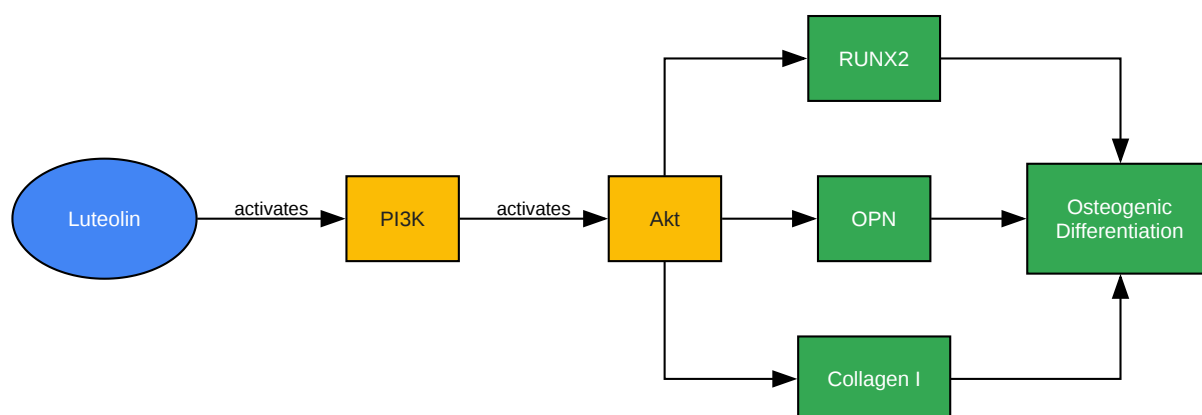 RUNX2
Luteolin
activates
PI3K
activates
Akt
OPN
Osteogenic
Differentiation
Collagen I